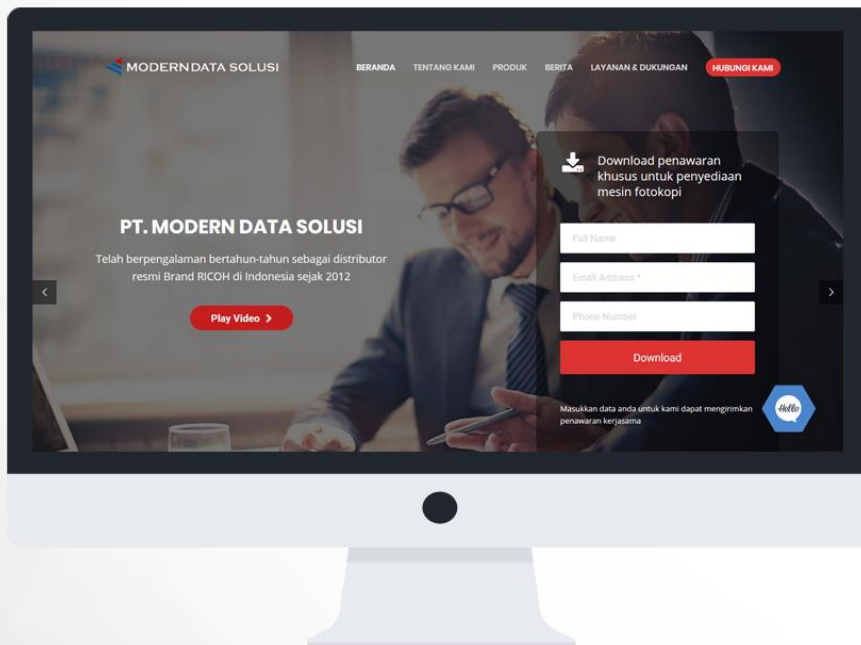 MODERNDATA SOLUSI
BERANDA TENTANG KAMI PRODUK BERITA LAYANAN & DUKUNGAN HUBUNGI KAMI
PT. MODERN DATA SOLUSI
Telah berpengalaman bertahun-tahun sebagai distributor
resmi Brand RICOH di Indonesia sejak 2012
Play Video
Download penawaran
khusus untuk penyediaan
mesin fotokopi
Full Name
Email Address *
Phone Number
Download
Masukkan data anda untuk kami dapat mengirimkan
penawaran kerjasama
Hello